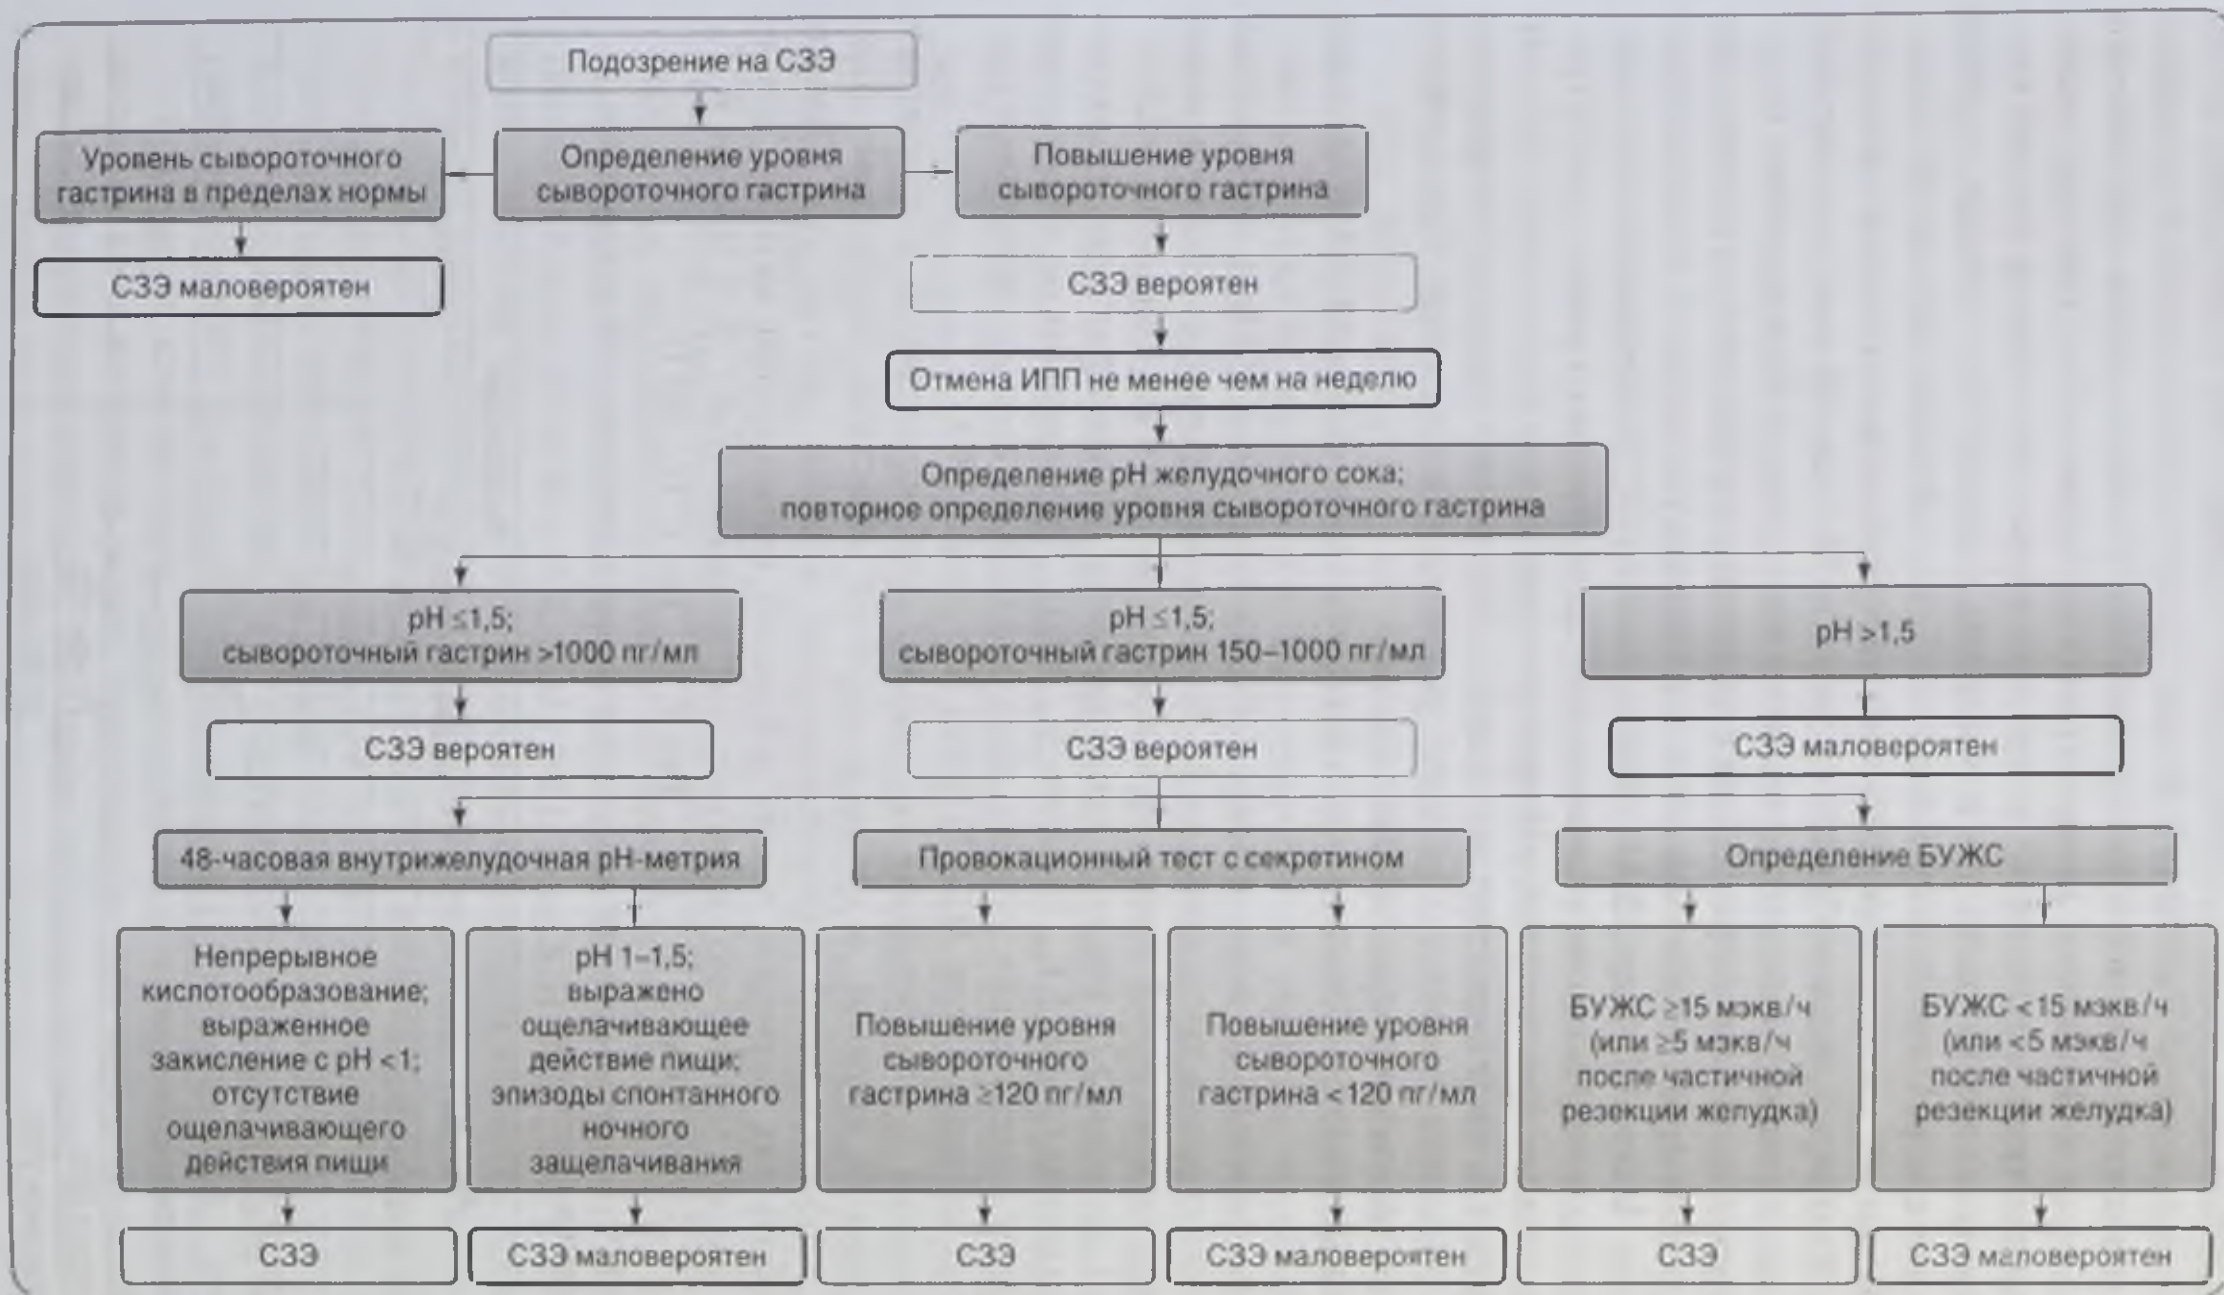 Подозрение на СЗЭ
Уровень сывороточного
гастрина в пределах нормы
Определение уровня
сывороточного гастрина
Повышение уровня
сывороточного гастрина
СЗЭ маловероятен
СЗЭ вероятен
Отмена ИПП не менее чем на неделю
Определение pH желудочного сока;
повторное определение уровня сывороточного гастрина
pH ≤1,5;
сывороточный гастрин >1000 пг/мл
pH ≤1,5;
сывороточный гастрин 150–1000 пг/мл
pH >1,5
СЗЭ вероятен
СЗЭ вероятен
СЗЭ маловероятен
48-часовая внутрижелудочная pH-метрия
Провокационный тест с секретином
Определение БУЖС
Непрерывное
кислотообразование;
выраженное
закисление с pH <1;
отсутствие
ощелачивающего
действия пищи
pH 1–1,5;
выражено
ощелачивающее
действие пищи;
эпизоды спонтанного
ночного
защелачивания
Повышение уровня
сывороточного
гастрина ≥120 пг/мл
Повышение уровня
сывороточного
гастрина <120 пг/мл
БУЖС ≥15 мэкв/ч
(или ≥5 мэкв/ч
после частичной
резекции желудка)
БУЖС <15 мэкв/ч
(или <5 мэкв/ч
после частичной
резекции желудка)
СЗЭ
СЗЭ маловероятен
СЗЭ
СЗЭ маловероятен
СЗЭ
СЗЭ маловероятен